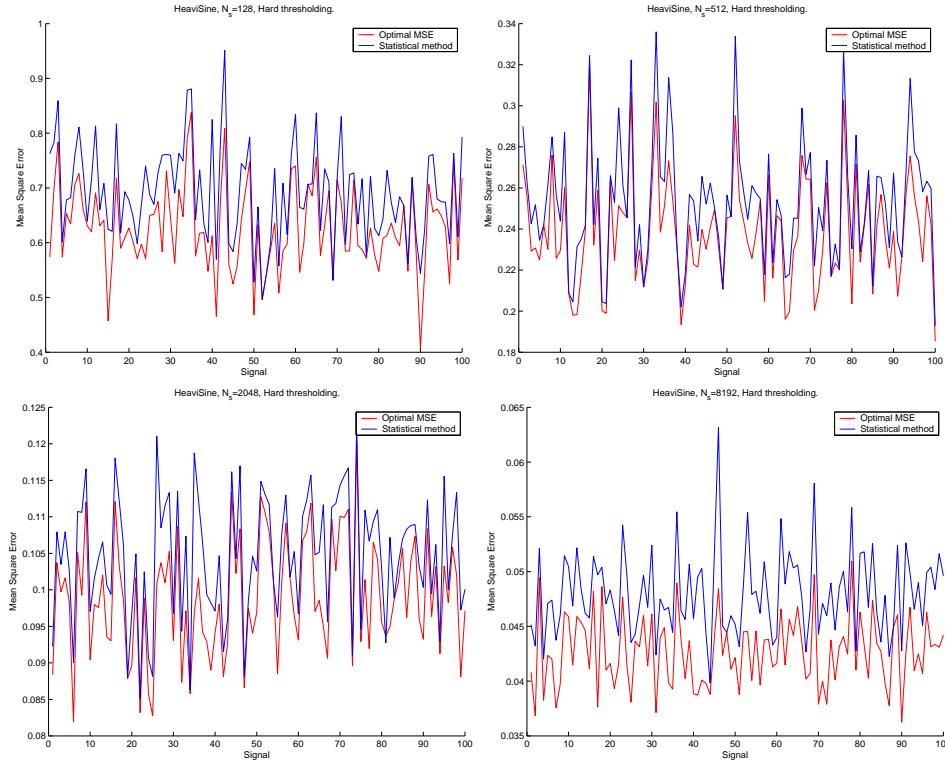 HeaviSine, N_s=128, Hard thresholding.
Optimal MSE
Statistical method
Mean Square Error
1
0.9
0.8
0.7
0.6
0.5
0.4
0 10 20 30 40 50 60 70 80 90 100
Signal
HeaviSine, N_s=512, Hard thresholding.
Optimal MSE
Statistical method
Mean Square Error
0.34
0.32
0.3
0.28
0.26
0.24
0.22
0.2
0.18
0 10 20 30 40 50 60 70 80 90 100
Signal
HeaviSine, N_s=2048, Hard thresholding.
Optimal MSE
Statistical method
Mean Square Error
0.125
0.12
0.115
0.11
0.105
0.1
0.095
0.09
0.085
0.08
0 10 20 30 40 50 60 70 80 90 100
Signal
HeaviSine, N_s=8192, Hard thresholding.
Optimal MSE
Statistical method
Mean Square Error
0.065
0.06
0.055
0.05
0.045
0.04
0.035
0 10 20 30 40 50 60 70 80 90 100
Signal